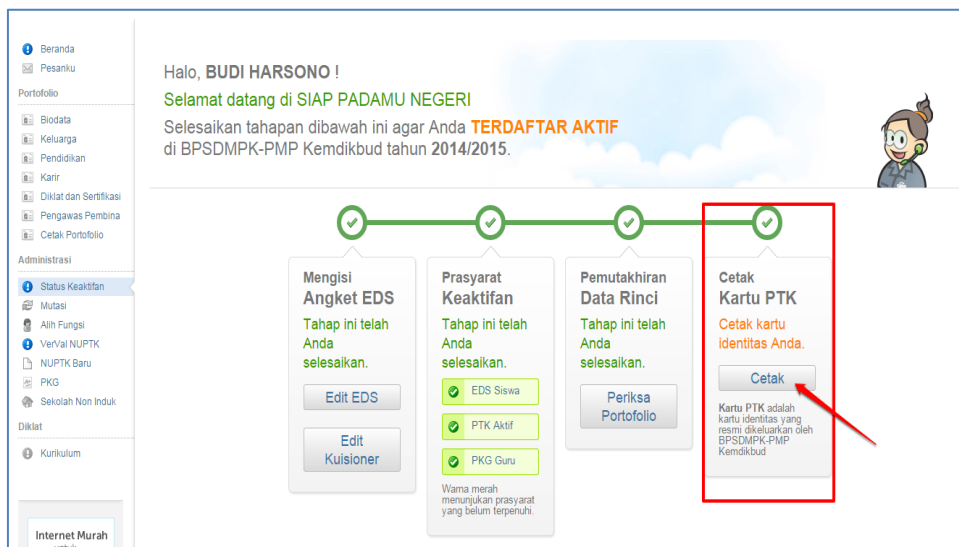 Beranda
Pesanku
Portofolio
Biodata
Keluarga
Pendidikan
Karir
Diklat dan Sertifikasi
Pengawas Pembina
Cetak Portofolio
Administrasi
Status Keaktifan
Mutasi
Alih Fungsi
VerVal NUPTK
NUPTK Baru
PKG
Sekolah Non Induk
Diklat
Kurikulum
Internet Murah
Halo, BUDI HARSONO !
Selamat datang di SIAP PADAMU NEGERI
Selesaikan tahapan dibawah ini agar Anda TERDAFTAR AKTIF
di BPSDMPK-PMP Kemdikbud tahun 2014/2015.
Mengisi
Angket EDS
Tahap ini telah
Anda
selesaikan.
Edit EDS
Edit
Kuisioner
Prasyarat
Keaktifan
Tahap ini telah
Anda
selesaikan.
EDS Siswa
PTK Aktif
PKG Guru
Warna merah
menunjukan prasyarat
yang belum terpenuhi.
Pemutakhiran
Data Rinci
Tahap ini telah
Anda
selesaikan.
Periksa
Portofolio
Cetak
Kartu PTK
Cetak kartu
identitas Anda.
Cetak
Kartu PTK adalah
kartu identitas yang
resmi dikeluarkan oleh
BPSDMPK-PMP
Kemdikbud